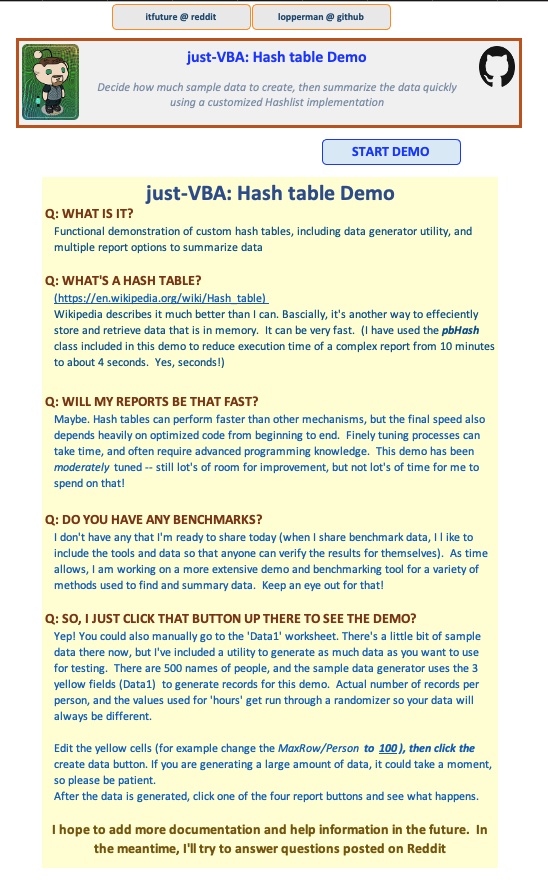 itfuture @ reddit
lopperman @ github
just-VBA: Hash table Demo
Decide how much sample data to create, then summarize the data quickly
using a customized Hashlist implementation
START DEMO
just-VBA: Hash table Demo
Q: WHAT IS IT?
Functional demonstration of custom hash tables, including data generator utility, and
multiple report options to summarize data
Q: WHAT'S A HASH TABLE?
(https://en.wikipedia.org/wiki/Hash_table)
Wikipedia describes it much better than I can. Bascially, it's another way to effeciently
store and retrieve data that is in memory. It can be very fast. (I have used the pbHash
class included in this demo to reduce execution time of a complex report from 10 minutes
to about 4 seconds. Yes, seconds!)
Q: WILL MY REPORTS BE THAT FAST?
Maybe. Hash tables can perform faster than other mechanisms, but the final speed also
depends heavily on optimized code from beginning to end. Finely tuning processes can
take time, and often require advanced programming knowledge. This demo has been
moderately tuned -- still lot's of room for improvement, but not lot's of time for me to
spend on that!
Q: DO YOU HAVE ANY BENCHMARKS?
I don't have any that I'm ready to share today (when I share benchmark data, I l ike to
include the tools and data so that anyone can verify the results for themselves). As time
allows, I am working on a more extensive demo and benchmarking tool for a variety of
methods used to find and summary data. Keep an eye out for that!
Q: SO, I JUST CLICK THAT BUTTON UP THERE TO SEE THE DEMO?
Yep! You could also manually go to the 'Data1' worksheet. There's a little bit of sample
data there now, but I've included a utility to generate as much data as you want to use
for testing. There are 500 names of people, and the sample data generator uses the 3
yellow fields (Data1) to generate records for this demo. Actual number of records per
person, and the values used for 'hours' get run through a randomizer so your data will
always be different.
Edit the yellow cells (for example change the MaxRow/Person to 100), then click the
create data button. If you are generating a large amount of data, it could take a moment,
so please be patient.
After the data is generated, click one of the four report buttons and see what happens.
I hope to add more documentation and help information in the future. In
the meantime, I'll try to answer questions posted on Reddit